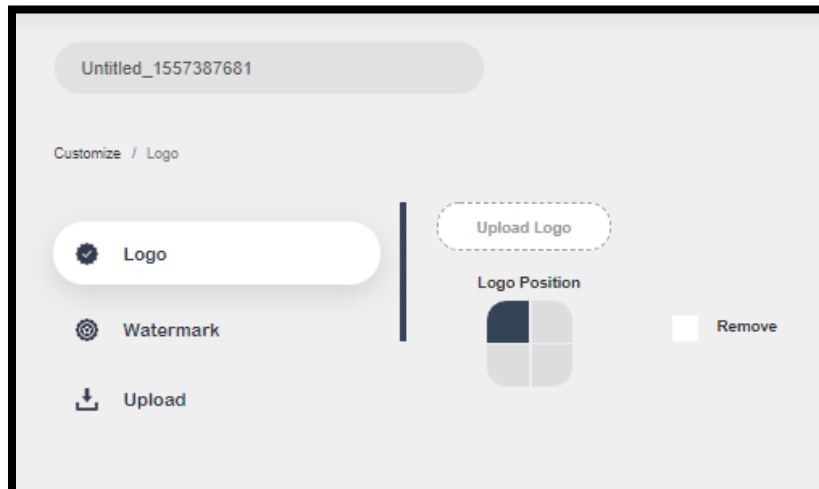 Untitled_1557387681
Customize / Logo
Logo
Watermark
Upload
Upload Logo
Logo Position
Remove